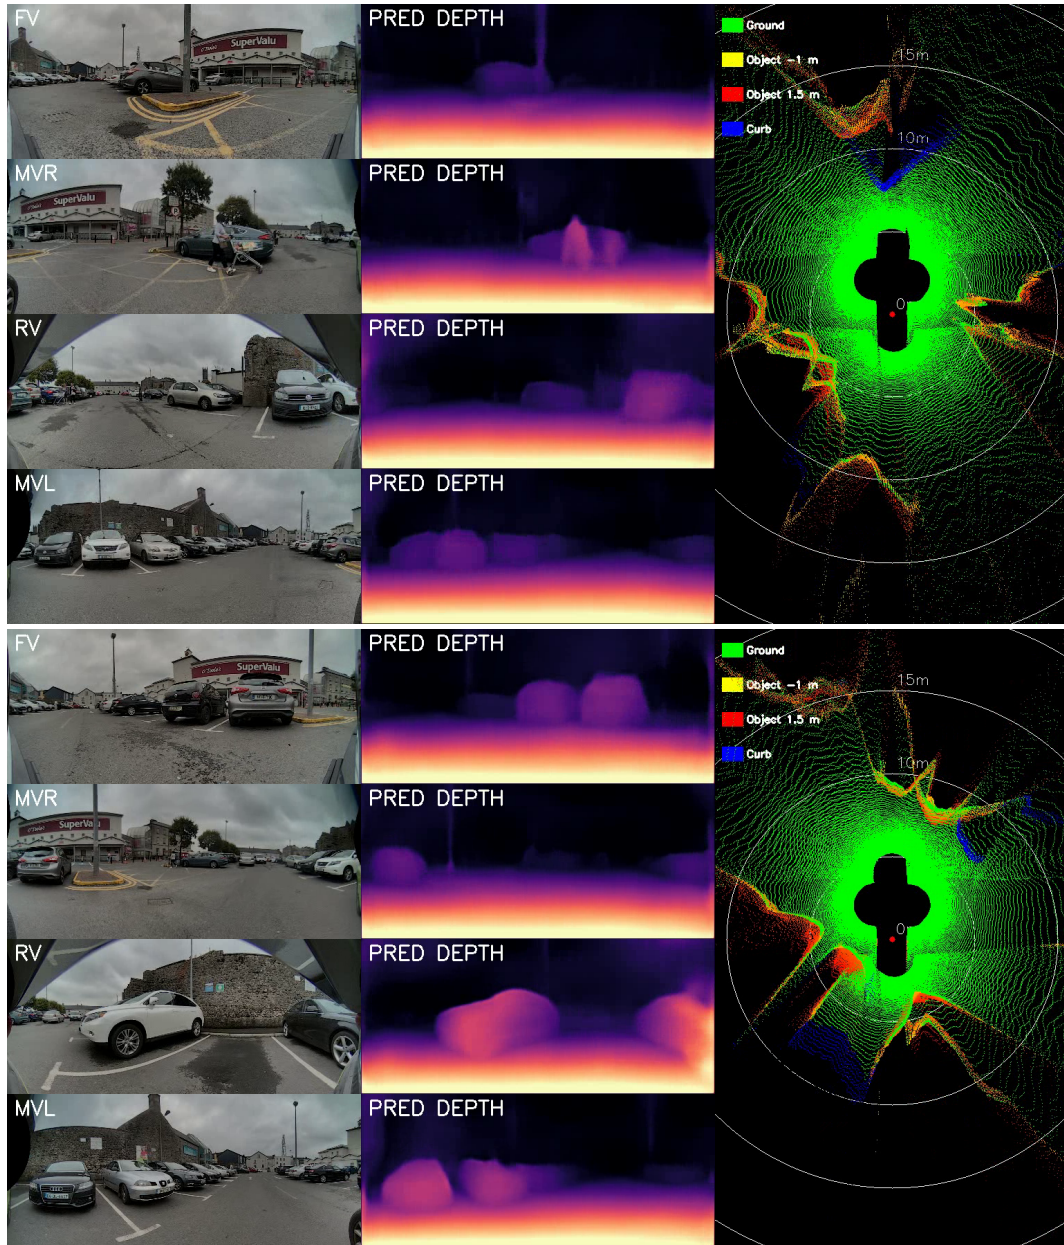 FV
O'Toole's SuperValu
PRED DEPTH
Ground
Object -1 m
Object 1.5 m
Curb
15m
10m
0
MVR
SuperValu
PRED DEPTH
RV
PRED DEPTH
MVL
PRED DEPTH
FV
O'Toole's SuperValu
PRED DEPTH
Ground
Object -1 m
Object 1.5 m
Curb
15m
10m
0
MVR
SuperValu
PRED DEPTH
RV
PRED DEPTH
MVL
PRED DEPTH